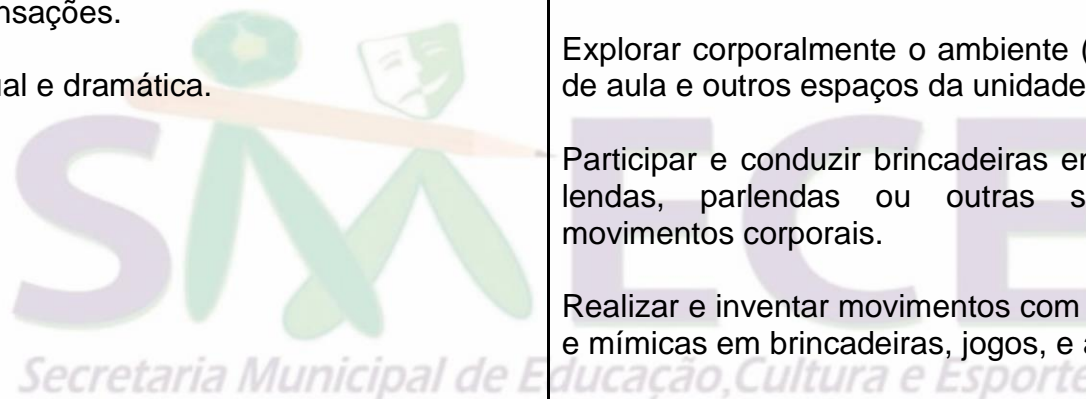 nsações.
ual e dramática.
Explorar corporalmente o ambiente (
de aula e outros espaços da unidade
Participar e conduzir brincadeiras e
lendas, parlendas ou outras s
movimentos corporais.
Realizar e inventar movimentos com
e mímicas em brincadeiras, jogos, e a
SMECE
Secretaria Municipal de Educação,Cultura e Esporte